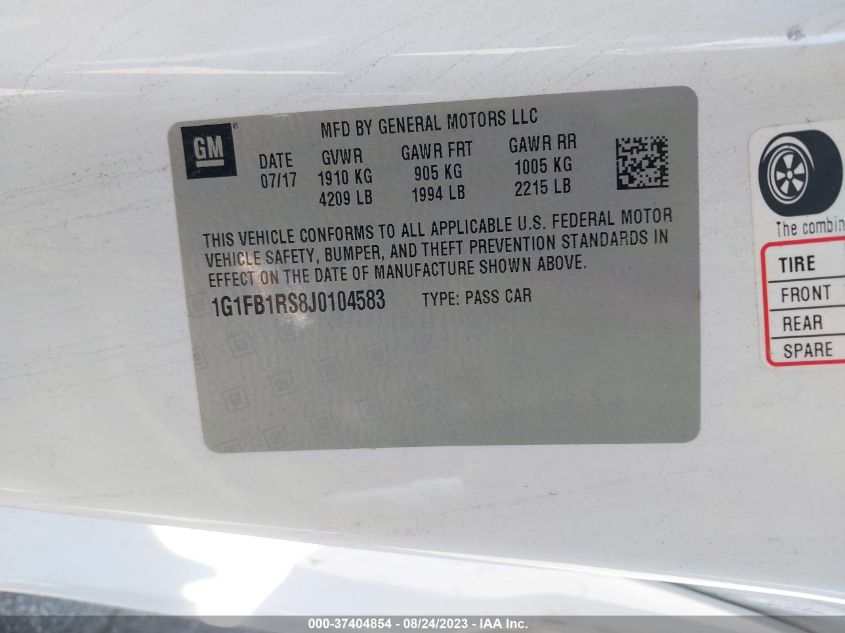 GM
MFD BY GENERAL MOTORS LLC
DATE GVWR GAWR FRT GAWR RR
07/17 1910 KG 905 KG 1005 KG
4209 LB 1994 LB 2215 LB
THIS VEHICLE CONFORMS TO ALL APPLICABLE U.S. FEDERAL MOTOR
VEHICLE SAFETY, BUMPER, AND THEFT PREVENTION STANDARDS IN
EFFECT ON THE DATE OF MANUFACTURE SHOWN ABOVE.
1G1FB1RS8J0104583 TYPE: PASS CAR
The combin
TIRE
FRONT
REAR
SPARE
000-37404854 - 08/24/2023 - IAA Inc.